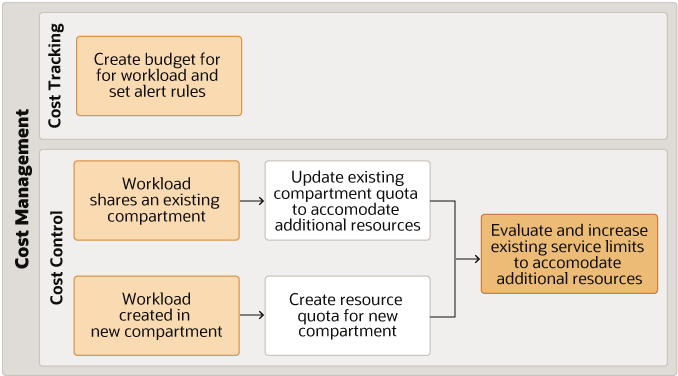 Cost Management
Cost Tracking
Create budget for
for workload and
set alert rules
Cost Control
Workload
shares an existing
compartment
Update existing
compartment quota
to accomodate
additional resources
Workload
created in
new compartment
Create resource
quota for new
compartment
Evaluate and increase
existing service limits
to accomodate
additional resources